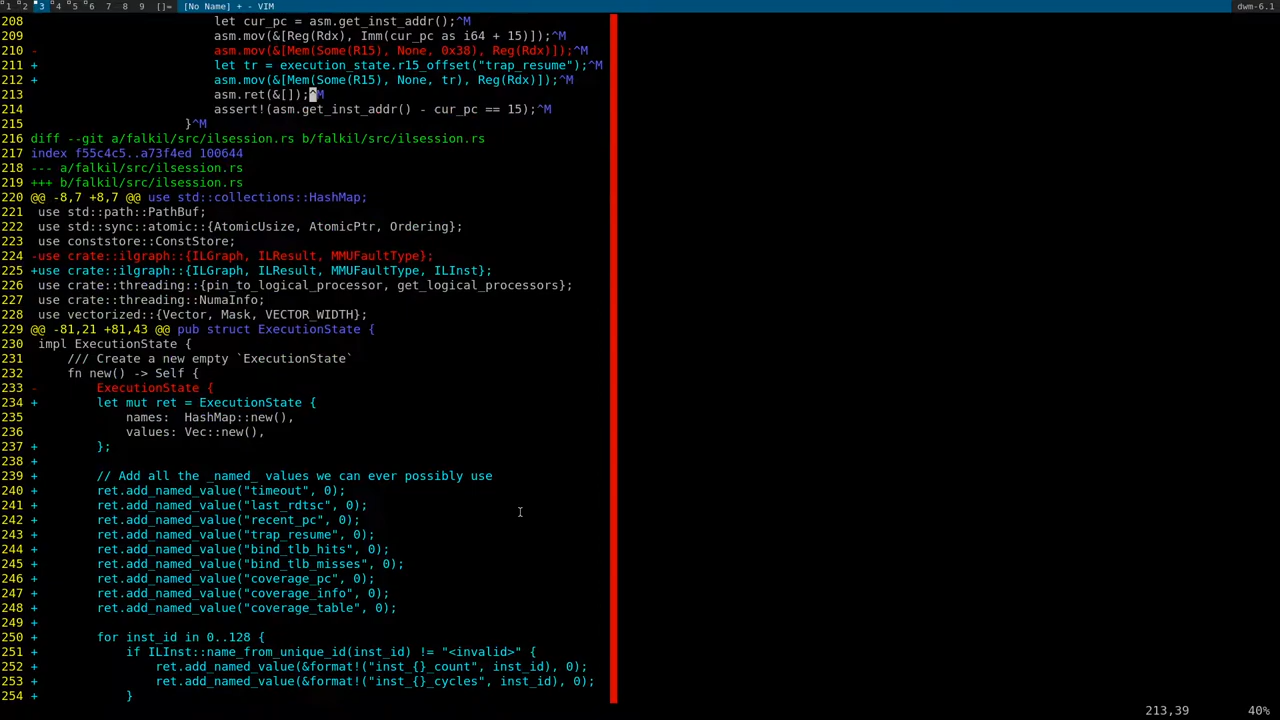 1 2 3 4 5 6 7 8 9 []= [No Name] + - VIM dwm-6.1
208                         let cur_pc = asm.get_inst_addr();^M
209                         asm.mov(&[Reg(Rdx), Imm(cur_pc as i64 + 15)]);^M
210 -                       asm.mov(&[Mem(Some(R15), None, 0x38), Reg(Rdx)]);^M
211 +                       let tr = execution_state.r15_offset("trap_resume");^M
212 +                       asm.mov(&[Mem(Some(R15), None, tr), Reg(Rdx)]);^M
213                         asm.ret(&[]);^M
214                         assert!(asm.get_inst_addr() - cur_pc == 15);^M
215                     }^M
216 diff --git a/falkil/src/ilsession.rs b/falkil/src/ilsession.rs
217 index f55c4c5..a73f4ed 100644
218 --- a/falkil/src/ilsession.rs
219 +++ b/falkil/src/ilsession.rs
220 @@ -8,7 +8,7 @@ use std::collections::HashMap;
221  use std::path::PathBuf;
222  use std::sync::atomic::{AtomicUsize, AtomicPtr, Ordering};
223  use conststore::ConstStore;
224 -use crate::ilgraph::{ILGraph, ILResult, MMUFaultType};
225 +use crate::ilgraph::{ILGraph, ILResult, MMUFaultType, ILInst};
226  use crate::threading::{pin_to_logical_processor, get_logical_processors};
227  use crate::threading::NumaInfo;
228  use vectorized::{Vector, Mask, VECTOR_WIDTH};
229 @@ -81,21 +81,43 @@ pub struct ExecutionState {
230  impl ExecutionState {
231      /// Create a new empty `ExecutionState`
232      fn new() -> Self {
233 -        ExecutionState {
234 +        let mut ret = ExecutionState {
235              names:  HashMap::new(),
236              values: Vec::new(),
237 +        };
238 +
239 +        // Add all the _named_ values we can ever possibly use
240 +        ret.add_named_value("timeout", 0);
241 +        ret.add_named_value("last_rdtsc", 0);
242 +        ret.add_named_value("recent_pc", 0);
243 +        ret.add_named_value("trap_resume", 0);
244 +        ret.add_named_value("bind_tlb_hits", 0);
245 +        ret.add_named_value("bind_tlb_misses", 0);
246 +        ret.add_named_value("coverage_pc", 0);
247 +        ret.add_named_value("coverage_info", 0);
248 +        ret.add_named_value("coverage_table", 0);
249 +
250 +        for inst_id in 0..128 {
251 +            if ILInst::name_from_unique_id(inst_id) != "<invalid>" {
252 +                ret.add_named_value(&format!("inst_{}_count", inst_id), 0);
253 +                ret.add_named_value(&format!("inst_{}_cycles", inst_id), 0);
254 +            }
213,39 40%